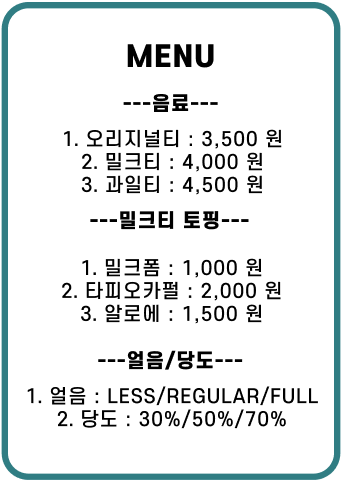 MENU
---음료---
1. 오리지널티 : 3,500 원
2. 밀크티 : 4,000 원
3. 과일티 : 4,500 원
---밀크티 토핑---
1. 밀크폼 : 1,000 원
2. 타피오카펄 : 2,000 원
3. 알로에 : 1,500 원
---얼음/당도---
1. 얼음 : LESS/REGULAR/FULL
2. 당도 : 30%/50%/70%